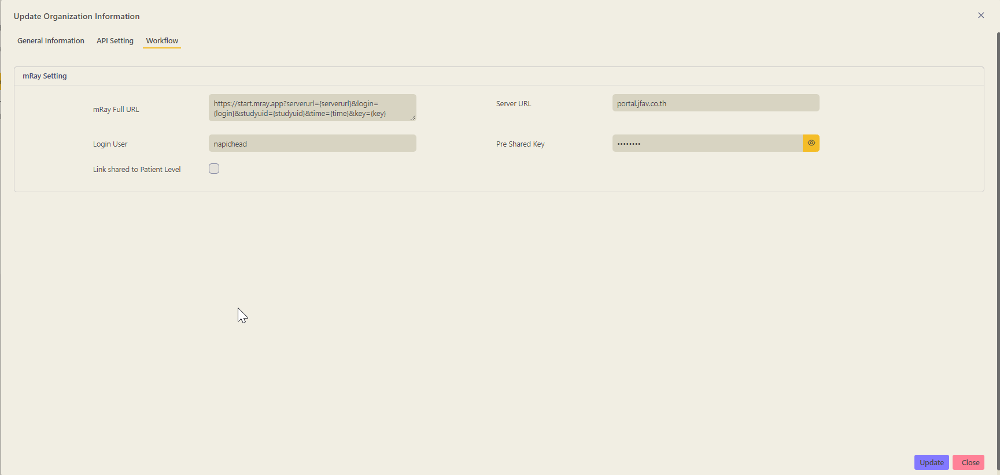 Update Organization Information
General Information API Setting Workflow
mRay Setting
mRay Full URL
https://start.mray.app?serverurl={serverurl}&login=
{login}&studyuid={studyuid}&time={time}&key={key}
Server URL
portal.jfav.co.th
Login User
napichead
Pre Shared Key
••••••••
Link shared to Patient Level
Update Close